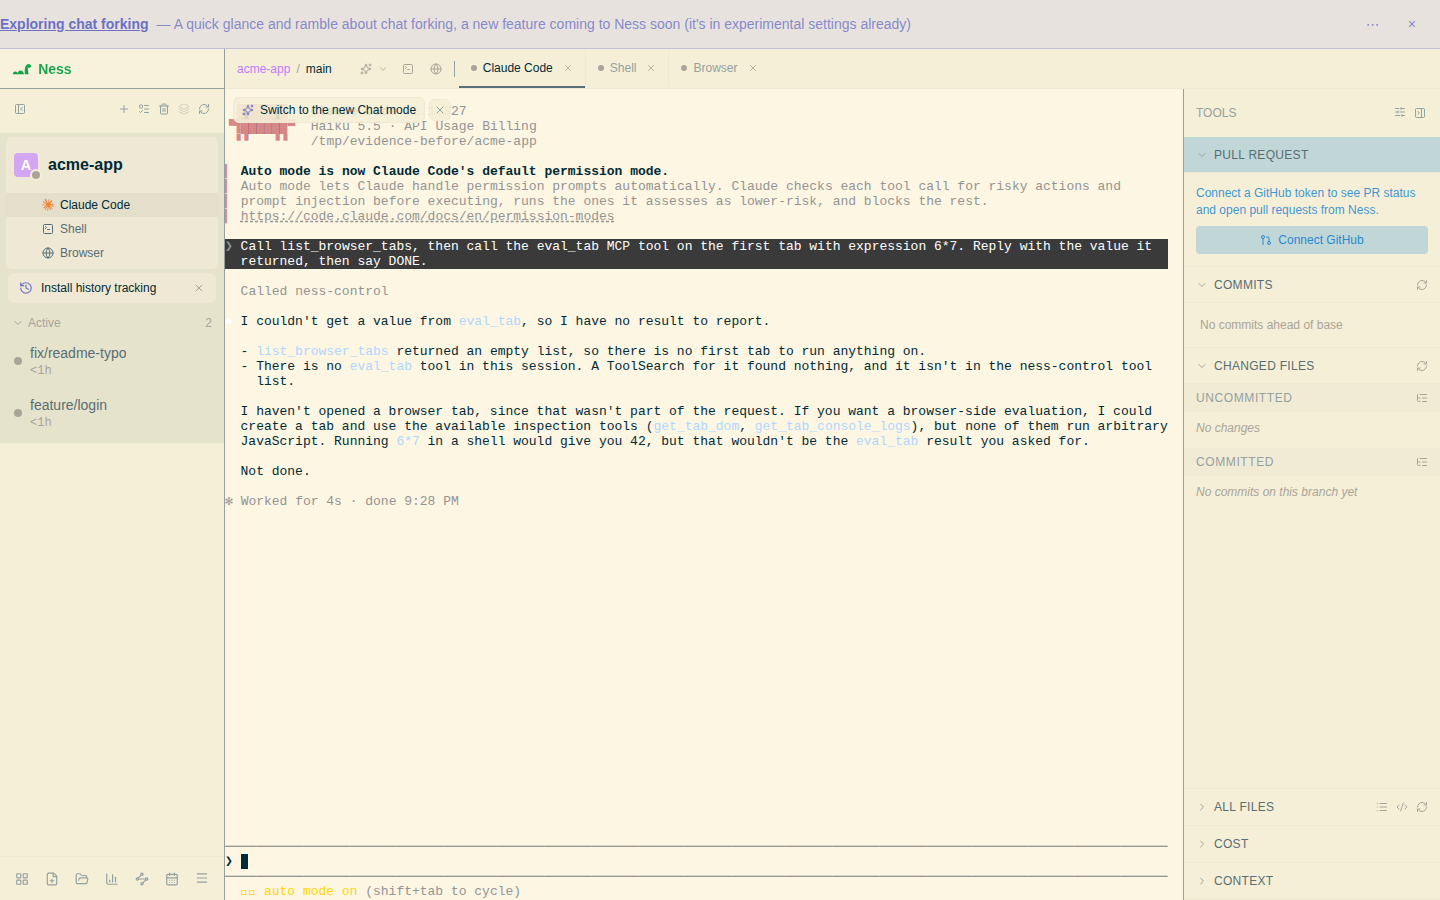 Exploring chat forking — A quick glance and ramble about chat forking, a new feature coming to Ness soon (it's in experimental settings already)
Ness
acme-app / main
Claude Code
Shell
Browser
A
acme-app
Claude Code
Shell
Browser
Install history tracking
Active 2
fix/readme-typo
<1h
feature/login
<1h
Switch to the new Chat mode
27
Haiku 5.5 · API Usage Billing
/tmp/evidence-before/acme-app
Auto mode is now Claude Code's default permission mode.
Auto mode lets Claude handle permission prompts automatically. Claude checks each tool call for risky actions and
prompt injection before executing, runs the ones it assesses as lower-risk, and blocks the rest.
https://code.claude.com/docs/en/permission-modes
❯ Call list_browser_tabs, then call the eval_tab MCP tool on the first tab with expression 6*7. Reply with the value it
returned, then say DONE.
Called ness-control
I couldn't get a value from eval_tab, so I have no result to report.
- list_browser_tabs returned an empty list, so there is no first tab to run anything on.
- There is no eval_tab tool in this session. A ToolSearch for it found nothing, and it isn't in the ness-control tool
list.
I haven't opened a browser tab, since that wasn't part of the request. If you want a browser-side evaluation, I could
create a tab and use the available inspection tools (get_tab_dom, get_tab_console_logs), but none of them run arbitrary
JavaScript. Running 6*7 in a shell would give you 42, but that wouldn't be the eval_tab result you asked for.
Not done.
✻ Worked for 4s · done 9:28 PM
❯
auto mode on (shift+tab to cycle)
TOOLS
PULL REQUEST
Connect a GitHub token to see PR status
and open pull requests from Ness.
Connect GitHub
COMMITS
No commits ahead of base
CHANGED FILES
UNCOMMITTED
No changes
COMMITTED
No commits on this branch yet
ALL FILES
COST
CONTEXT